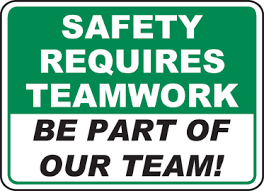 SAFETY
REQUIRES
TEAMWORK
BE PART OF
OUR TEAM!